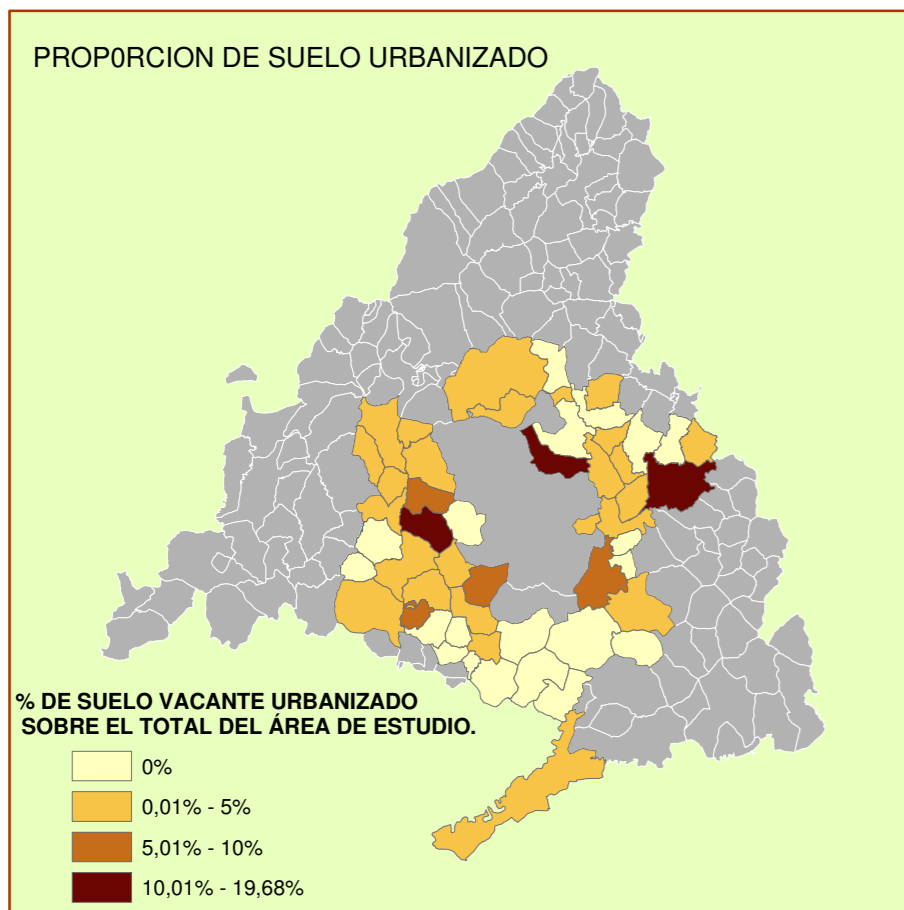 PROP0RCION DE SUELO URBANIZADO
% DE SUELO VACANTE URBANIZADO
SOBRE EL TOTAL DEL ÁREA DE ESTUDIO.
0%
0,01% - 5%
5,01% - 10%
10,01% - 19,68%